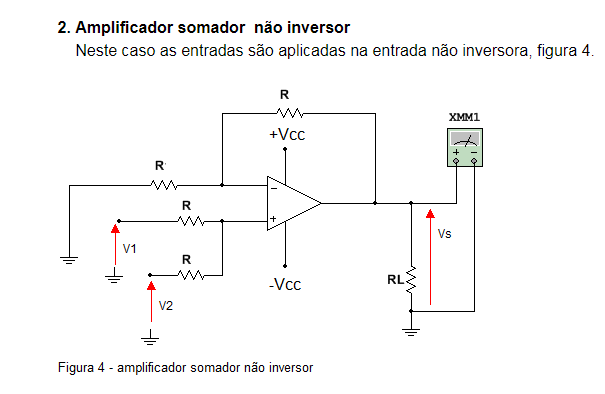 2. Amplificador somador não inversor
Neste caso as entradas são aplicadas na entrada não inversora, figura 4.
R
XMM1
+Vcc
+ −
R
−
R
+
Vs
V1
R
-Vcc
RL
V2
Figura 4 - amplificador somador não inversor